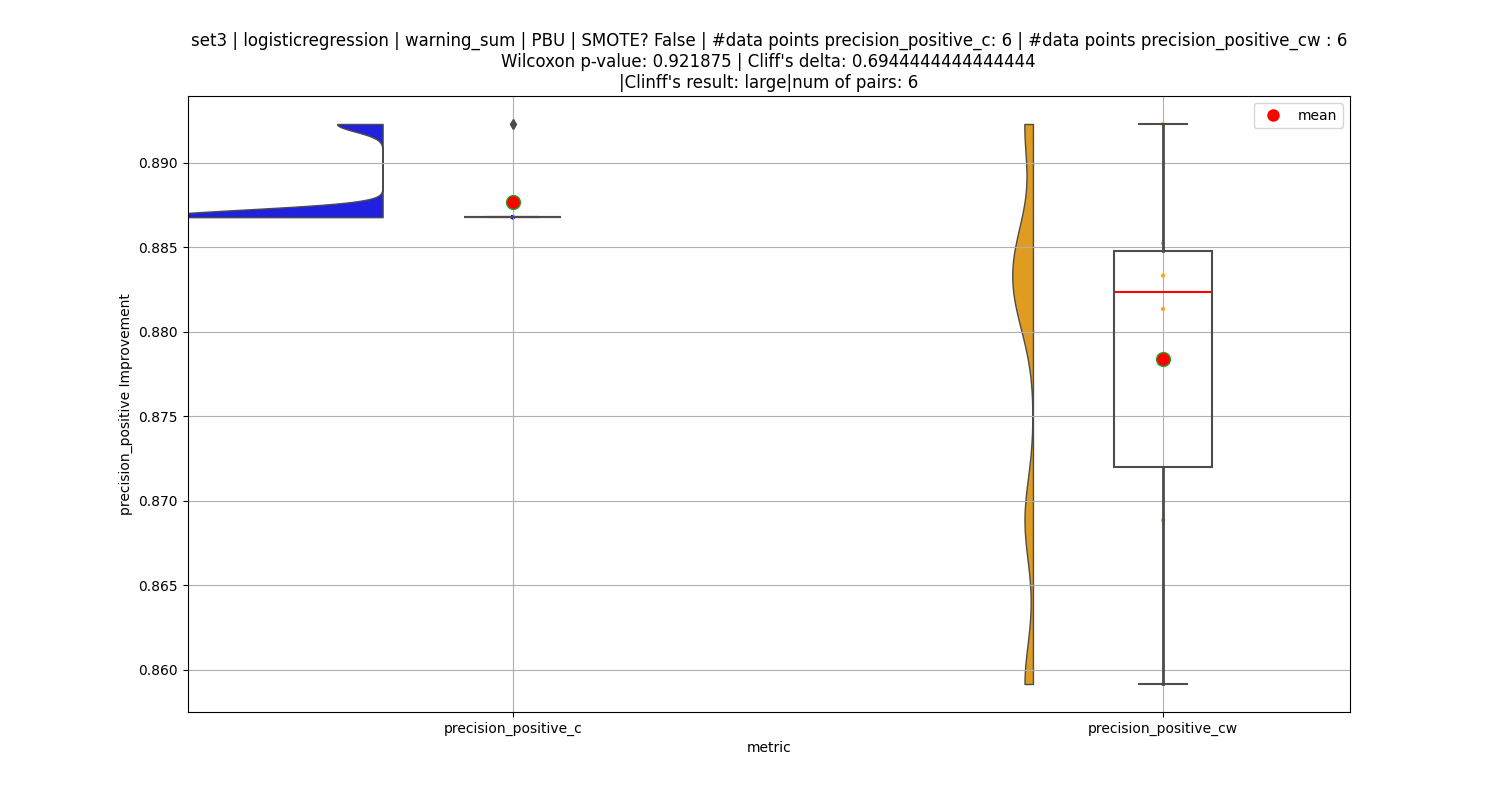 set3 | logisticregression | warning_sum | PBU | SMOTE? False | #data points precision_positive_c: 6 | #data points precision_positive_cw : 6
Wilcoxon p-value: 0.921875 | Cliff's delta: 0.6944444444444444
|Clinff's result: large|num of pairs: 6
mean
0.890
0.885
0.880
0.875
0.870
0.865
0.860
precision_positive Improvement
precision_positive_c
precision_positive_cw
metric